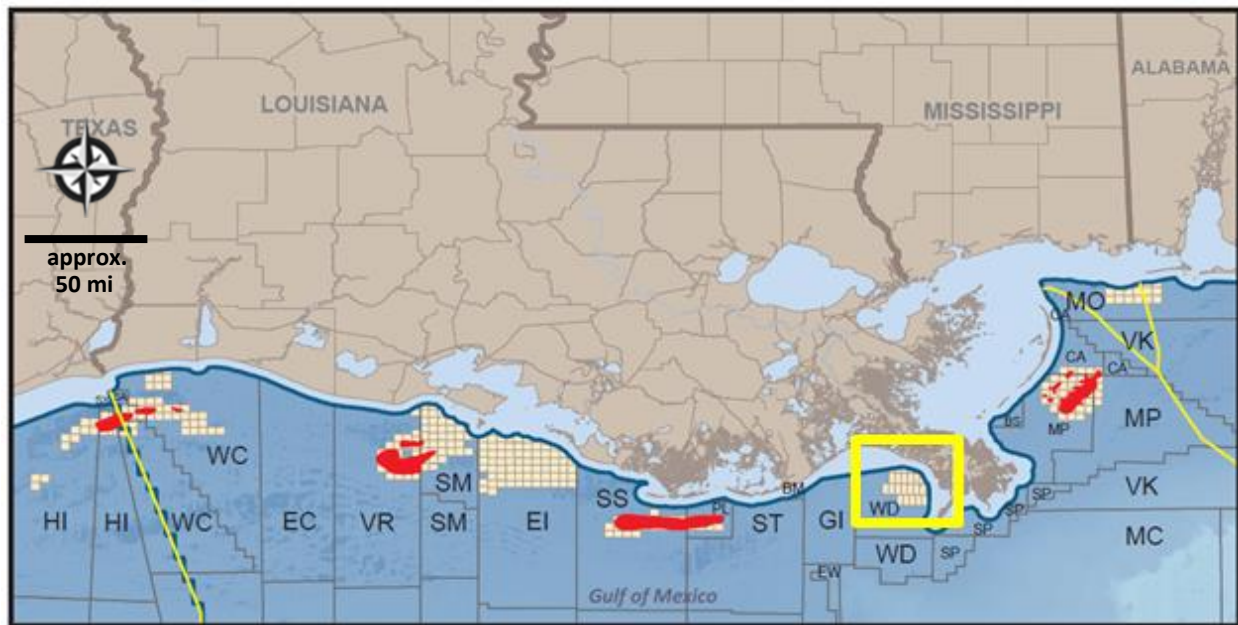 ALABAMA
LOUISIANA
MISSISSIPPI
TEXAS
approx.
50 mi
MO
VK
CA
CA
MP
BS
MP
WC
SM
SS
PL
BM
WD
SP
VK
HI
HI
WC
EC
VR
SM
EI
ST
GI
WD
SP
SP
SP
MC
EW
Gulf of Mexico